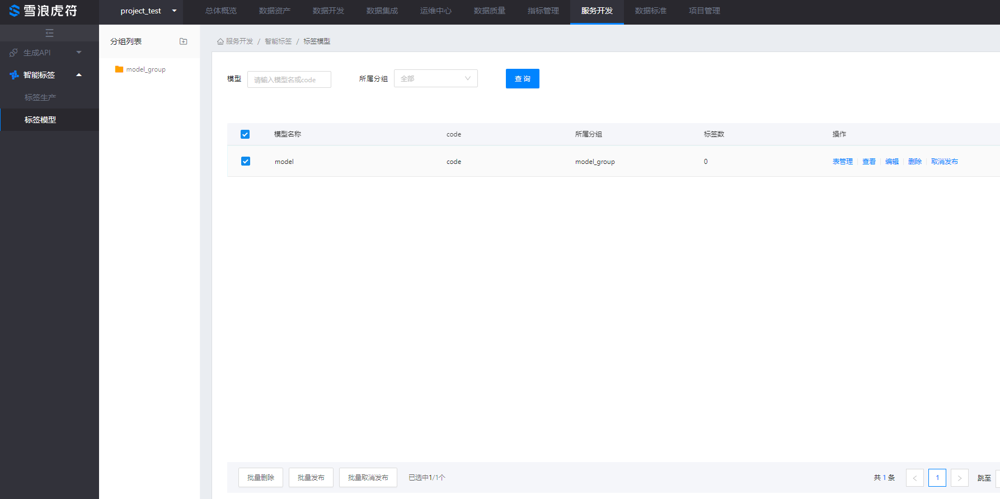 雪浪虎符
project_test
总体概览 数据资产 数据开发 数据集成 运维中心 数据质量 指标管理 服务开发 数据标准 项目管理
生成API
智能标签
标签生产
标签模型
分组列表
model_group
服务开发 / 智能标签 / 标签模型
模型 请输入模型名或code 所属分组 全部 查 询
模型名称 code 所属分组 标签数 操作
model code model_group 0 表管理 查看 编辑 删除 取消发布
批量删除 批量发布 批量取消发布 已选中1/1个 共 1 条 < 1 > 跳至